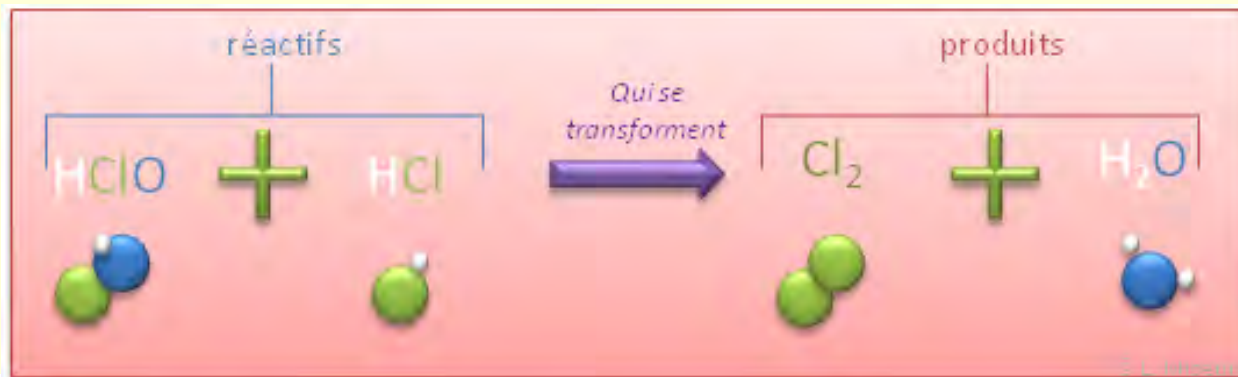 réactifs
produits
Qui se
transforment
HClO
HCl
Cl₂
H₂O